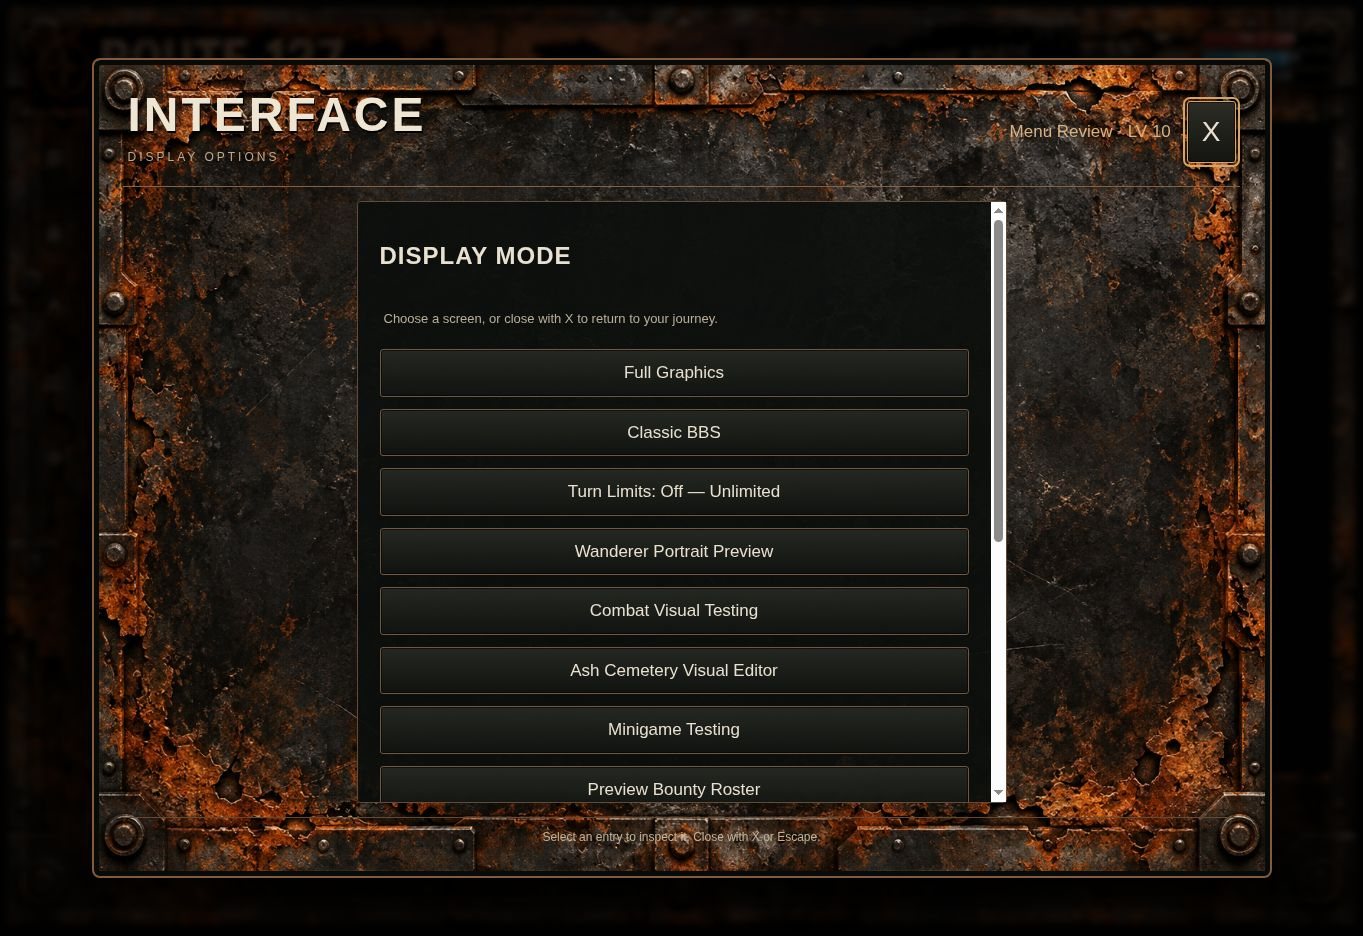 ROUTE 137
INTERFACE
DISPLAY OPTIONS
Menu Review - LV 10
X
DISPLAY MODE
Choose a screen, or close with X to return to your journey.
Full Graphics
Classic BBS
Turn Limits: Off — Unlimited
Wanderer Portrait Preview
Combat Visual Testing
Ash Cemetery Visual Editor
Minigame Testing
Preview Bounty Roster
Select an entry to inspect it. Close with X or Escape.